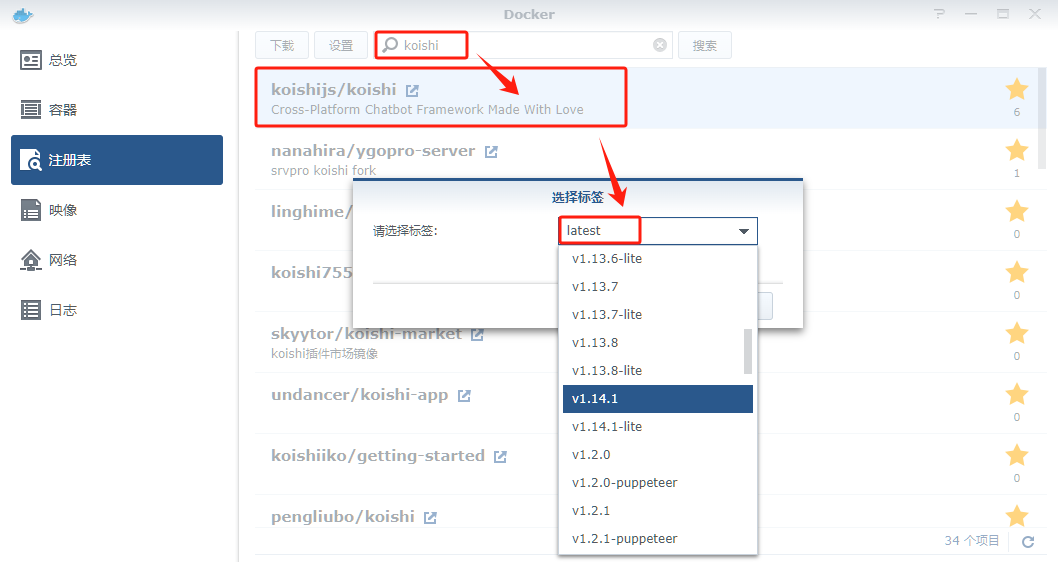 Docker
总览
容器
注册表
映像
网络
日志
下载
设置
koishi
搜索
koishijs/koishi
Cross-Platform Chatbot Framework Made With Love
6
nanahira/ygopro-server
srvpro koishi fork
1
linghime/
0
koishi755
0
skyytor/koishi-market
koishi插件市场镜像
0
undancer/koishi-app
0
koishiiko/getting-started
0
pengliubo/koishi
34 个项目
选择标签
请选择标签:
latest
v1.13.6-lite
v1.13.7
v1.13.7-lite
v1.13.8
v1.13.8-lite
v1.14.1
v1.14.1-lite
v1.2.0
v1.2.0-puppeteer
v1.2.1
v1.2.1-puppeteer